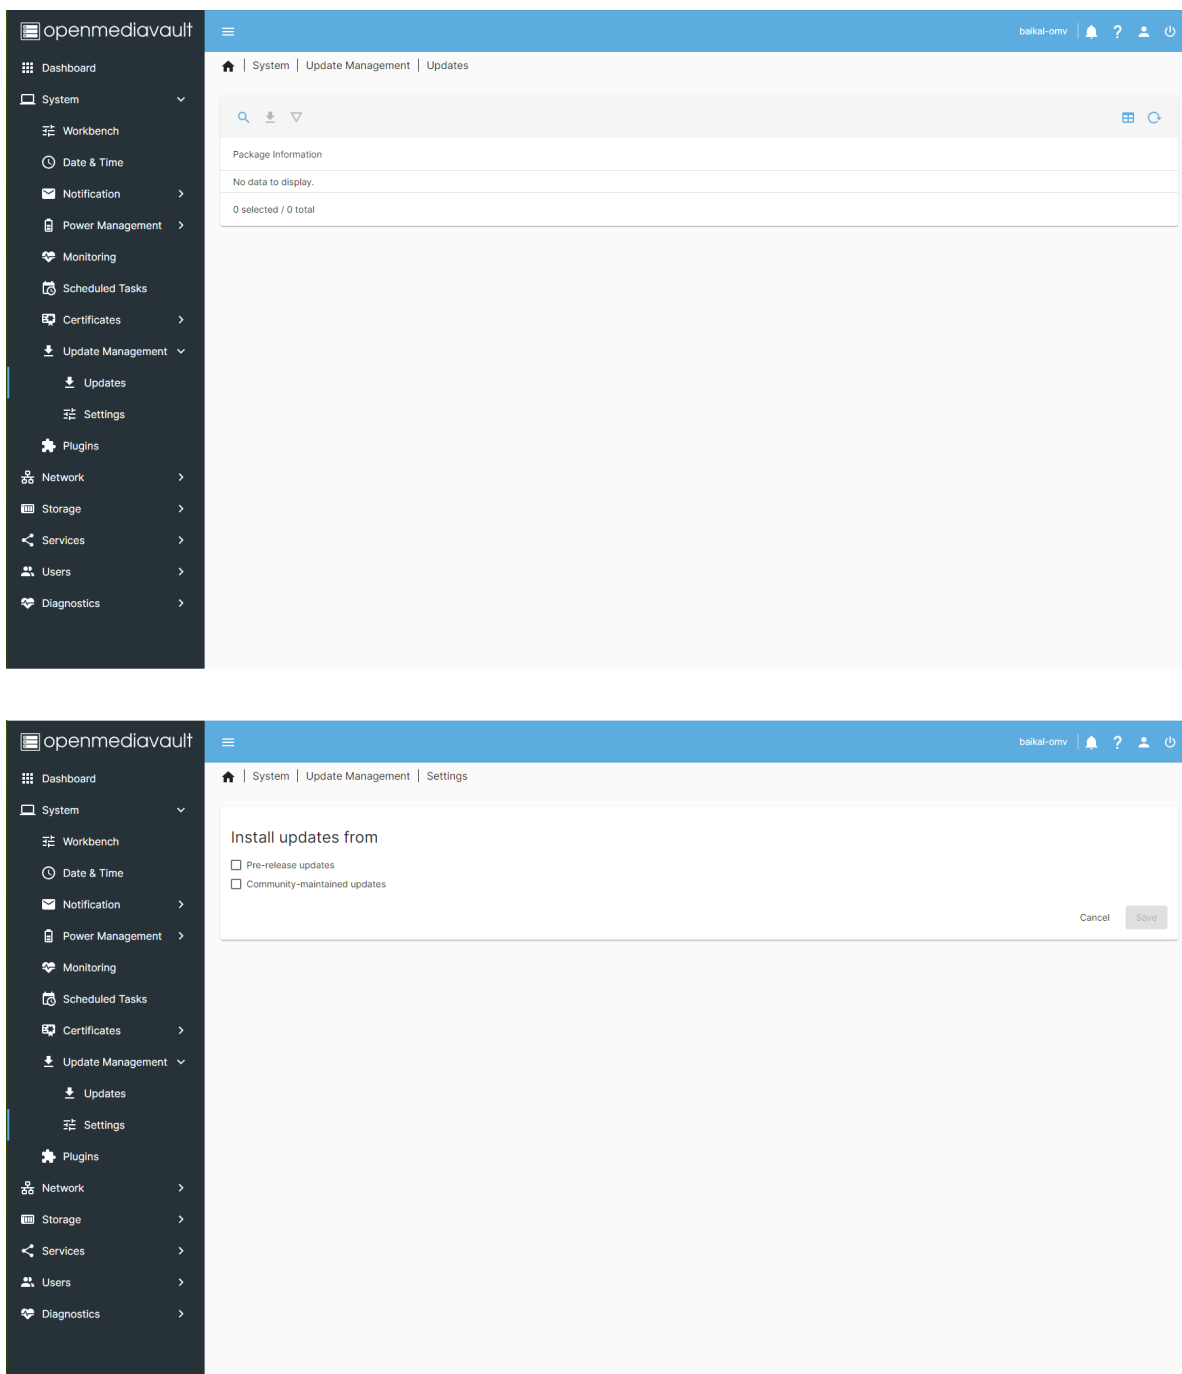 openmediavault
baikal-omv
Dashboard
System | Update Management | Updates
System
Workbench
Date & Time
Notification
Power Management
Monitoring
Scheduled Tasks
Certificates
Update Management
Updates
Settings
Plugins
Network
Storage
Services
Users
Diagnostics
Package Information
No data to display.
0 selected / 0 total
openmediavault
baikal-omv
Dashboard
System | Update Management | Settings
System
Workbench
Date & Time
Notification
Power Management
Monitoring
Scheduled Tasks
Certificates
Update Management
Updates
Settings
Plugins
Network
Storage
Services
Users
Diagnostics
Install updates from
Pre-release updates
Community-maintained updates
Cancel Save